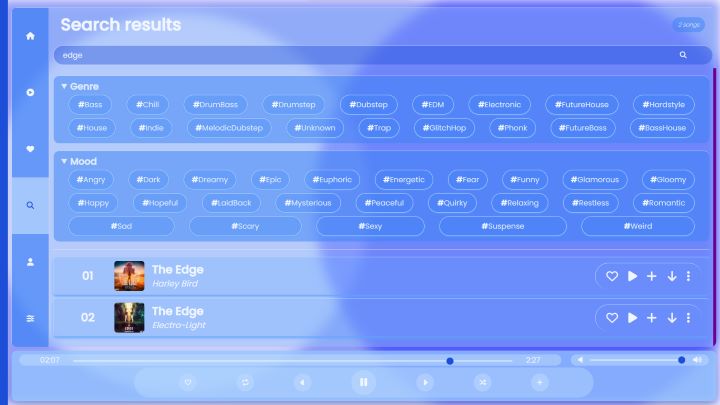 Search results
2 songs
edge
Genre
#Bass #Chill #DrumBass #Drumstep #Dubstep #EDM #Electronic #FutureHouse #Hardstyle
#House #Indie #MelodicDubstep #Unknown #Trap #GlitchHop #Phonk #FutureBass #BassHouse
Mood
#Angry #Dark #Dreamy #Epic #Euphoric #Energetic #Fear #Funny #Glamorous #Gloomy
#Happy #Hopeful #LaidBack #Mysterious #Peaceful #Quirky #Relaxing #Restless #Romantic
#Sad #Scary #Sexy #Suspense #Weird
01 The Edge
Harley Bird
02 The Edge
Electro-Light
02:07 2:27